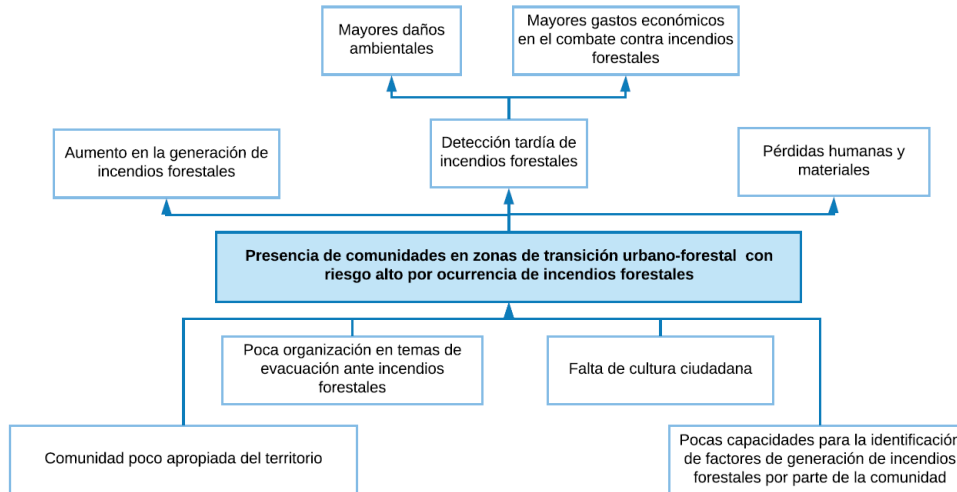 Mayores daños
ambientales
Mayores gastos económicos
en el combate contra incendios
forestales
Aumento en la generación de
incendios forestales
Detección tardía de
incendios forestales
Pérdidas humanas y
materiales
Presencia de comunidades en zonas de transición urbano-forestal con
riesgo alto por ocurrencia de incendios forestales
Poca organización en temas de
evacuación ante incendios
forestales
Falta de cultura ciudadana
Comunidad poco apropiada del territorio
Pocas capacidades para la identificación
de factores de generación de incendios
forestales por parte de la comunidad